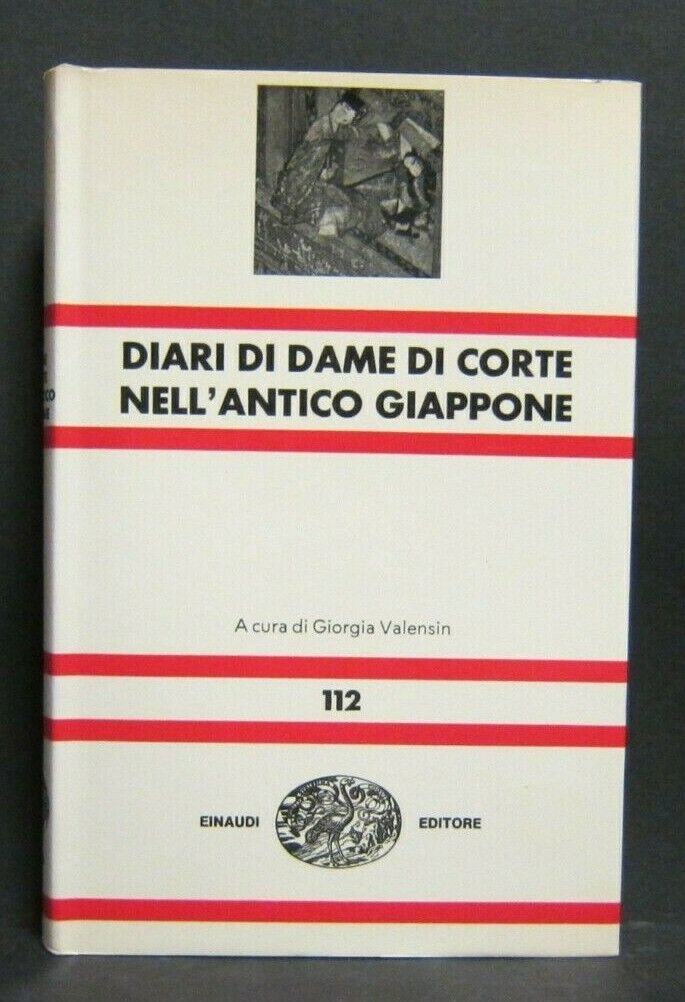 DIARI DI DAME DI CORTE
NELL'ANTICO GIAPPONE
A cura di Giorgia Valensin
112
EINAUDI EDITORE